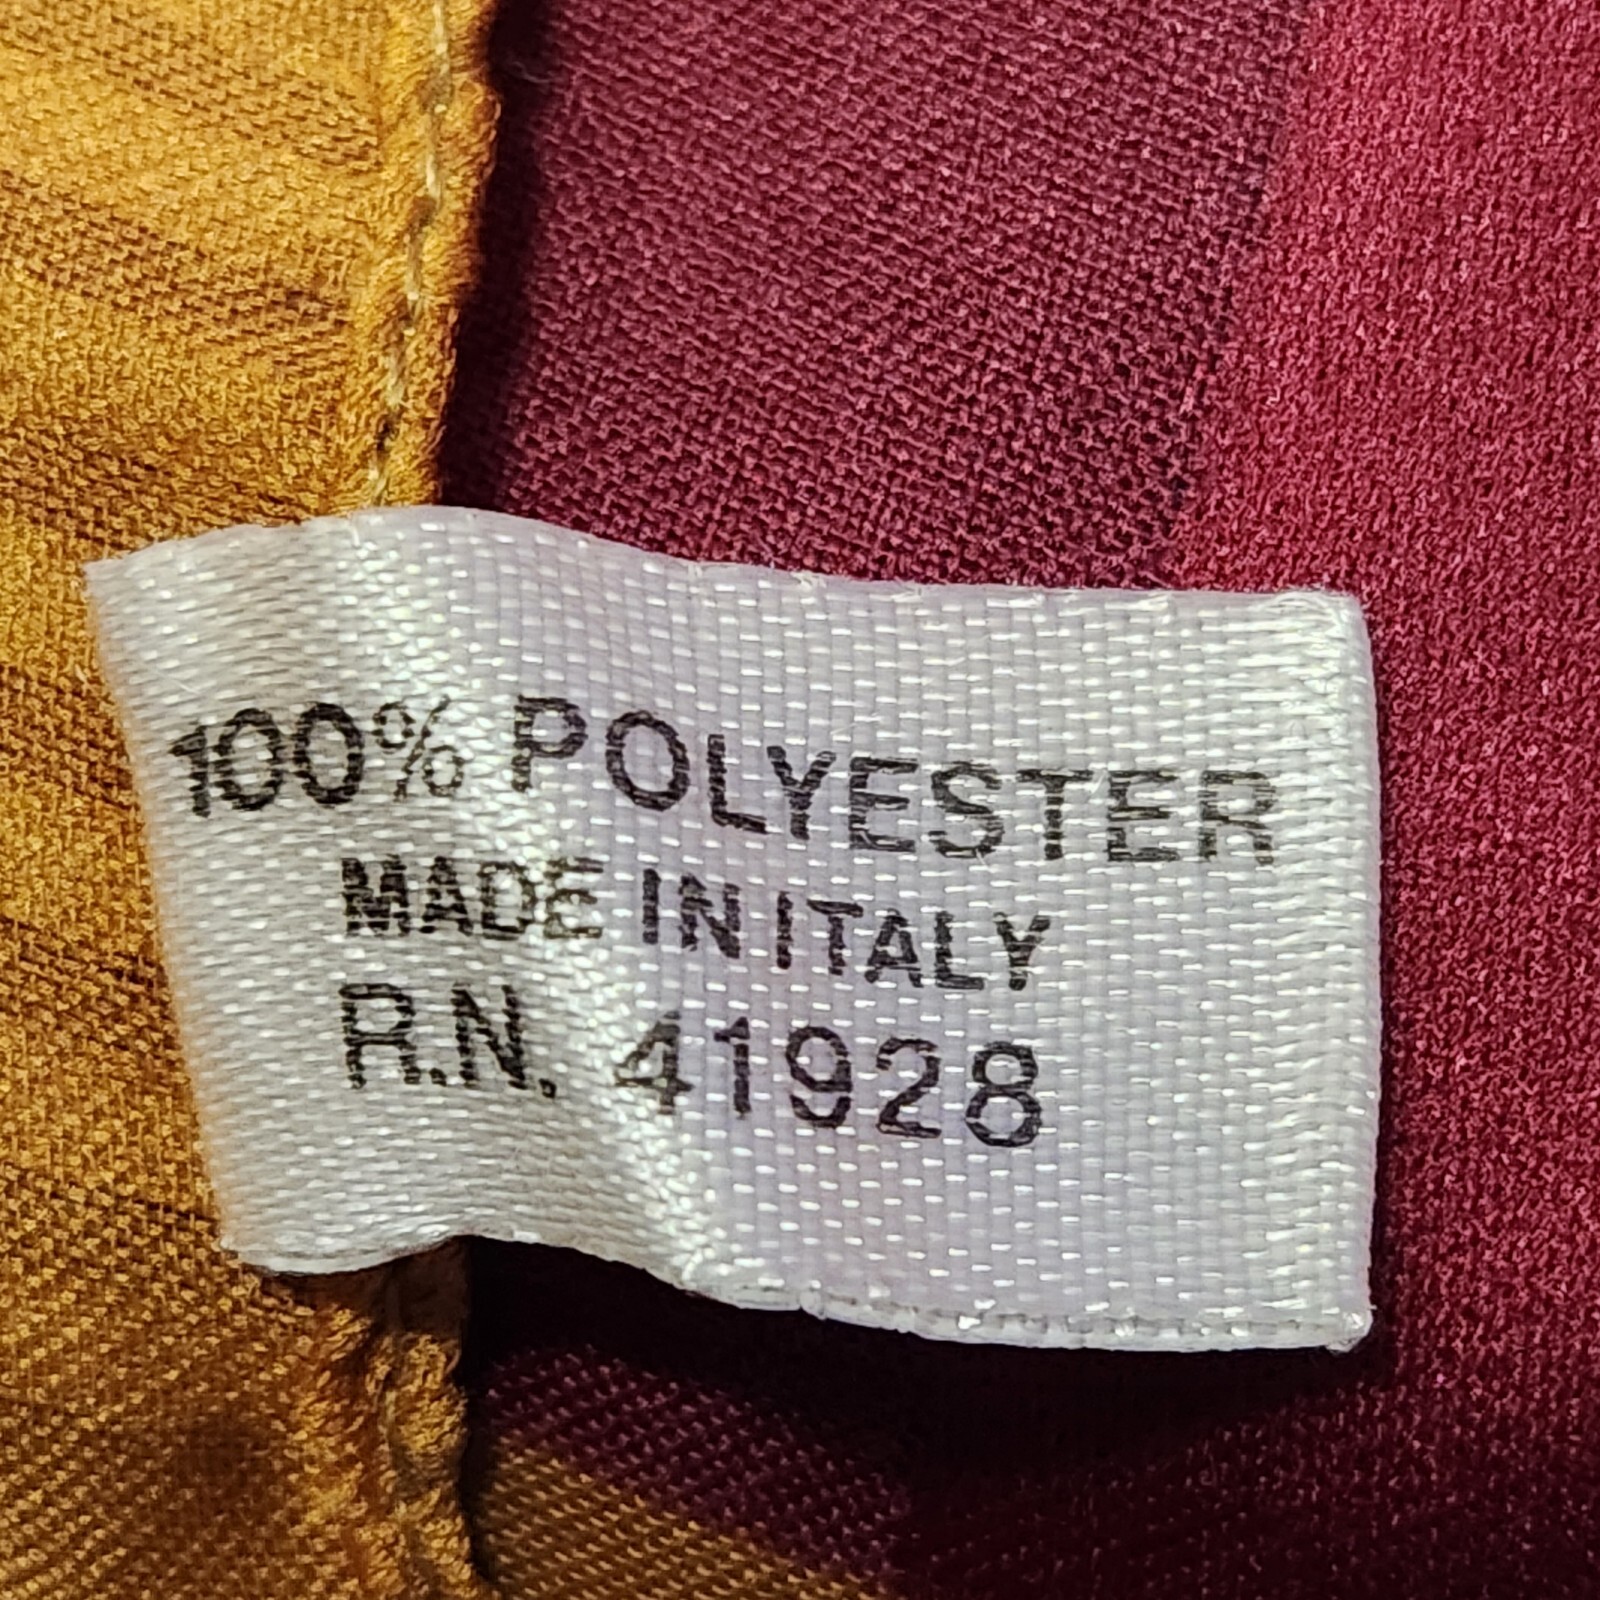 100% POLYESTER
MADE IN ITALY
R.N. 41928